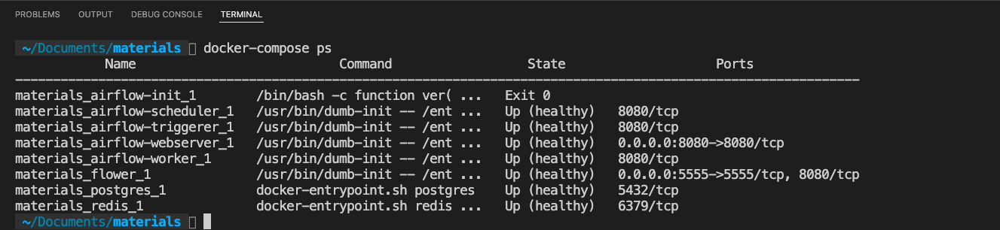 PROBLEMS OUTPUT DEBUG CONSOLE TERMINAL
~/Documents/materials docker-compose ps
Name Command State Ports
--------------------------------------------------------------------------------------------------------
materials_airflow-init_1 /bin/bash -c function ver( ... Exit 0
materials_airflow-scheduler_1 /usr/bin/dumb-init -- /ent ... Up (healthy) 8080/tcp
materials_airflow-triggerer_1 /usr/bin/dumb-init -- /ent ... Up (healthy) 8080/tcp
materials_airflow-webserver_1 /usr/bin/dumb-init -- /ent ... Up (healthy) 0.0.0.0:8080->8080/tcp
materials_airflow-worker_1 /usr/bin/dumb-init -- /ent ... Up (healthy) 8080/tcp
materials_flower_1 /usr/bin/dumb-init -- /ent ... Up (healthy) 0.0.0.0:5555->5555/tcp, 8080/tcp
materials_postgres_1 docker-entrypoint.sh postgres Up (healthy) 5432/tcp
materials_redis_1 docker-entrypoint.sh redis ... Up (healthy) 6379/tcp
~/Documents/materials